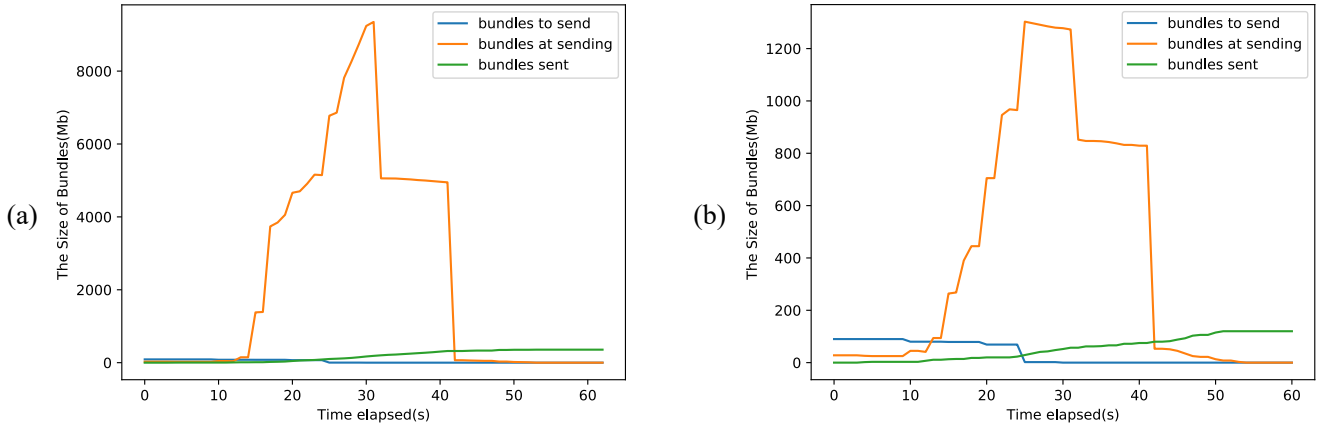 (a)
The Size of Bundles(Mb)
8000
6000
4000
2000
0
0 10 20 30 40 50 60
Time elapsed(s)
bundles to send
bundles at sending
bundles sent
(b)
The Size of Bundles(Mb)
1200
1000
800
600
400
200
0
0 10 20 30 40 50 60
Time elapsed(s)
bundles to send
bundles at sending
bundles sent